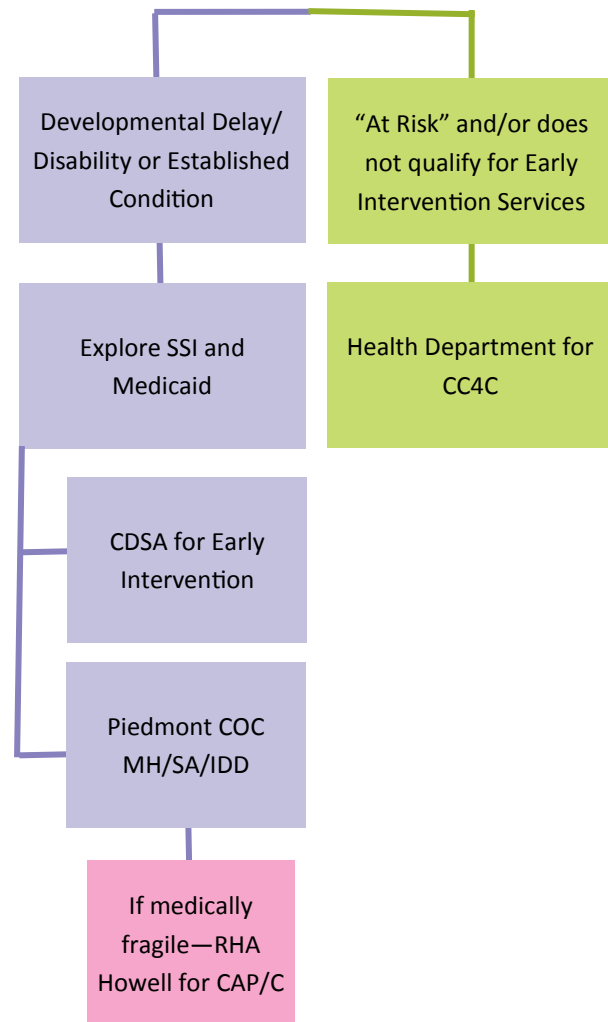 Developmental Delay/
Disability or Established
Condition
“At Risk” and/or does
not qualify for Early
Intervention Services
Explore SSI and
Medicaid
Health Department for
CC4C
CDSA for Early
Intervention
Piedmont COC
MH/SA/IDD
If medically
fragile—RHA
Howell for CAP/C